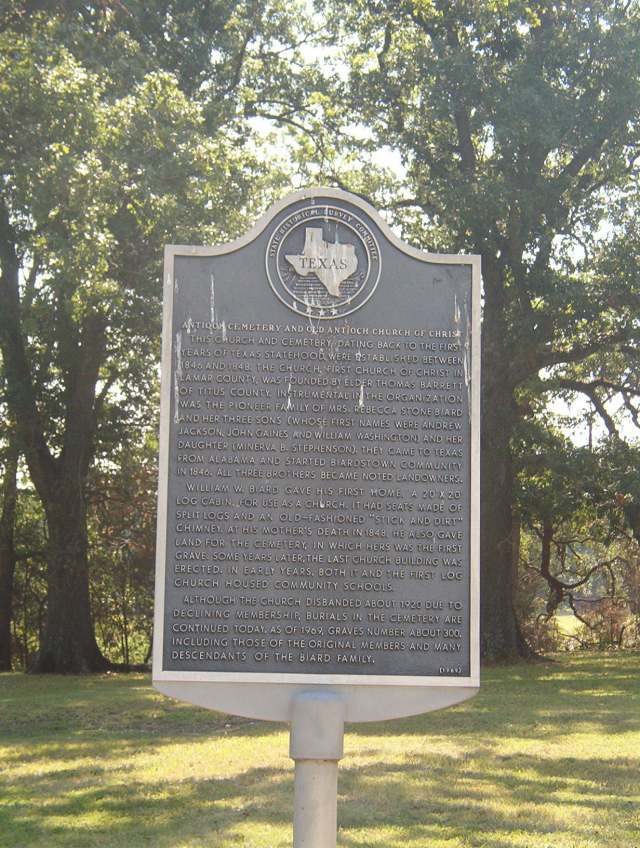 STATE HISTORICAL SURVEY COMMITTEE
TEXAS
ANTIOCH CEMETERY AND OLD ANTIOCH CHURCH OF CHRIST
THIS CHURCH AND CEMETERY, DATING BACK TO THE FIRST
YEARS OF TEXAS STATEHOOD, WERE ESTABLISHED BETWEEN
1846 AND 1848. THE CHURCH, FIRST CHURCH OF CHRIST IN
LAMAR COUNTY, WAS FOUNDED BY ELDER THOMAS BARRETT
OF TITUS COUNTY. INSTRUMENTAL IN THE ORGANIZATION
WAS THE PIONEER FAMILY OF MRS. REBECCA STONE BIARD
AND HER THREE SONS (WHOSE FIRST NAMES WERE ANDREW
JACKSON, JOHN GAINES AND WILLIAM WASHINGTON) AND HER
DAUGHTER (MINERVA B. STEPHENSON). THEY CAME TO TEXAS
FROM ALABAMA AND STARTED BIARDSTOWN COMMUNITY
IN 1846. ALL THREE BROTHERS BECAME NOTED LANDOWNERS.
WILLIAM W. BIARD GAVE HIS FIRST HOME, A 20 X 20
LOG CABIN, FOR USE AS A CHURCH. IT HAD SEATS MADE OF
SPLIT LOGS AND AN OLD-FASHIONED "STICK AND DIRT"
CHIMNEY. AT HIS MOTHER'S DEATH IN 1848, HE ALSO GAVE
LAND FOR THE CEMETERY, IN WHICH HERS WAS THE FIRST
GRAVE. SOME YEARS LATER, THE LAST CHURCH BUILDING WAS
ERECTED. IN EARLY YEARS, BOTH IT AND THE FIRST LOG
CHURCH HOUSED COMMUNITY SCHOOLS.
ALTHOUGH THE CHURCH DISBANDED ABOUT 1920 DUE TO
DECLINING MEMBERSHIP, BURIALS IN THE CEMETERY ARE
CONTINUED TODAY. AS OF 1969, GRAVES NUMBER ABOUT 300,
INCLUDING THOSE OF THE ORIGINAL MEMBERS AND MANY
DESCENDANTS OF THE BIARD FAMILY.
(1969)